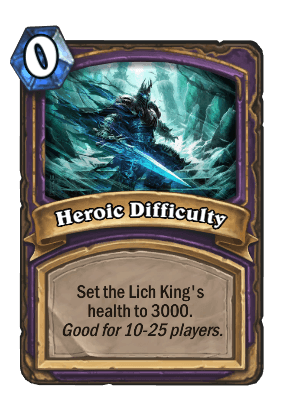 0
Heroic Difficulty
Set the Lich King's
health to 3000.
Good for 10-25 players.